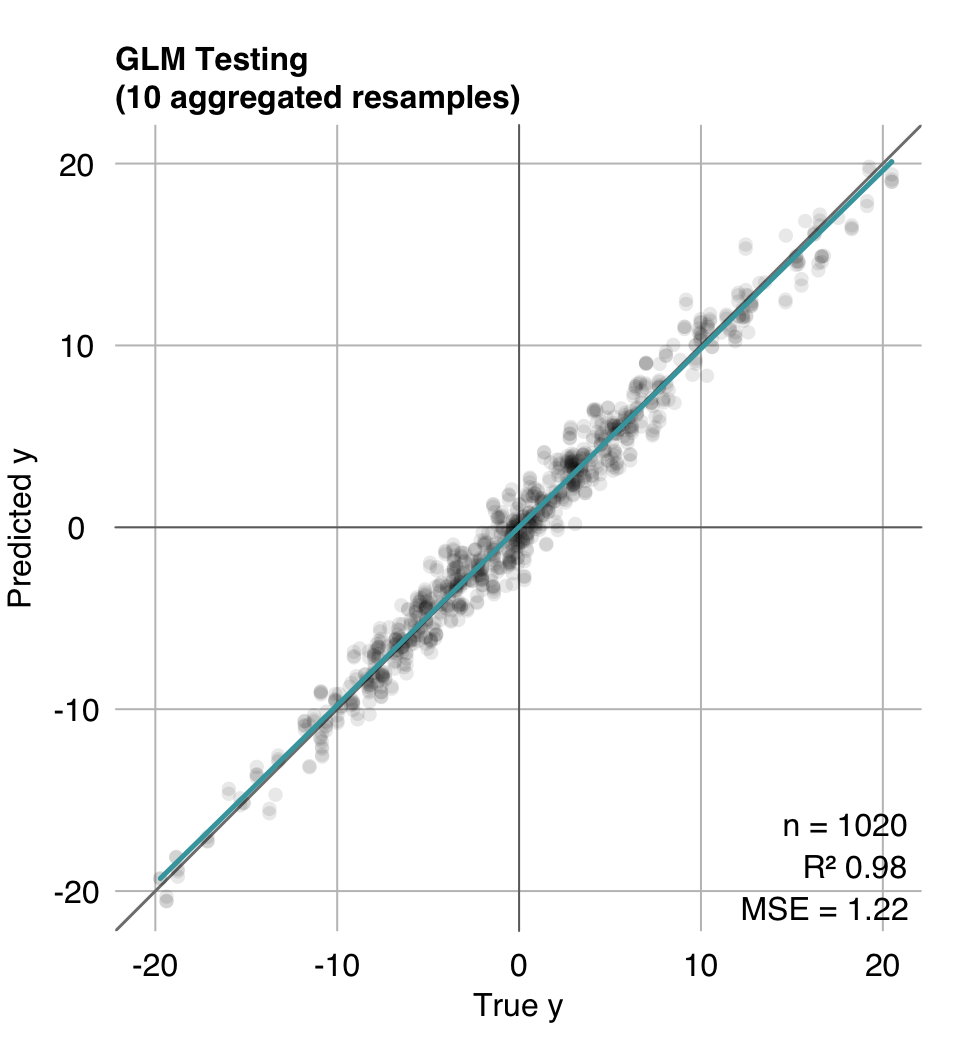 GLM Testing
(10 aggregated resamples)
Predicted y
20
10
0
-10
-20
n = 1020
R² 0.98
MSE = 1.22
-20
-10
0
10
20
True y